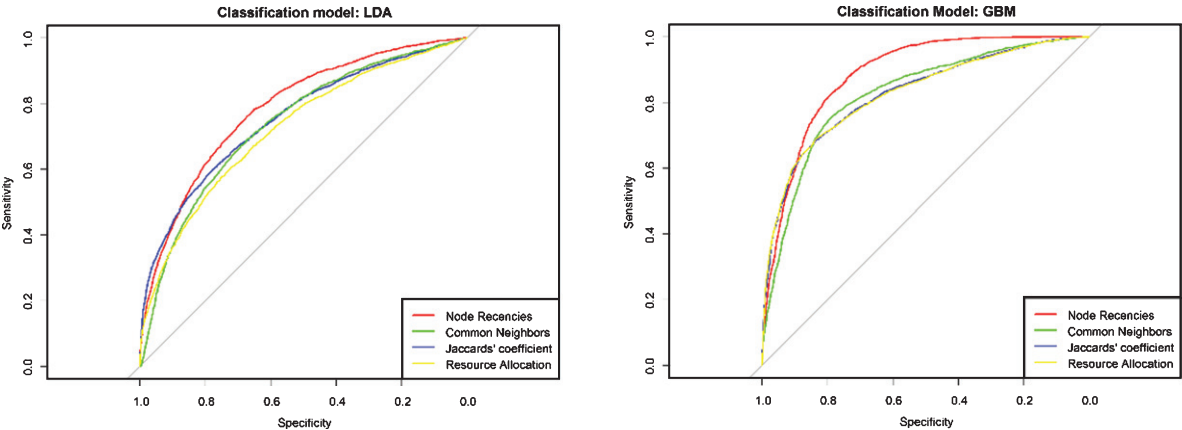 Classification model: LDA
Sensitivity
1.0
0.8
0.6
0.4
0.2
0.0
Node Recencies
Common Neighbors
Jaccards' coefficient
Resource Allocation
1.0 0.8 0.6 0.4 0.2 0.0
Specificity
Classification Model: GBM
Sensitivity
1.0
0.8
0.6
0.4
0.2
0.0
Node Recencies
Common Neighbors
Jaccards' coefficient
Resource Allocation
1.0 0.8 0.6 0.4 0.2 0.0
Specificity